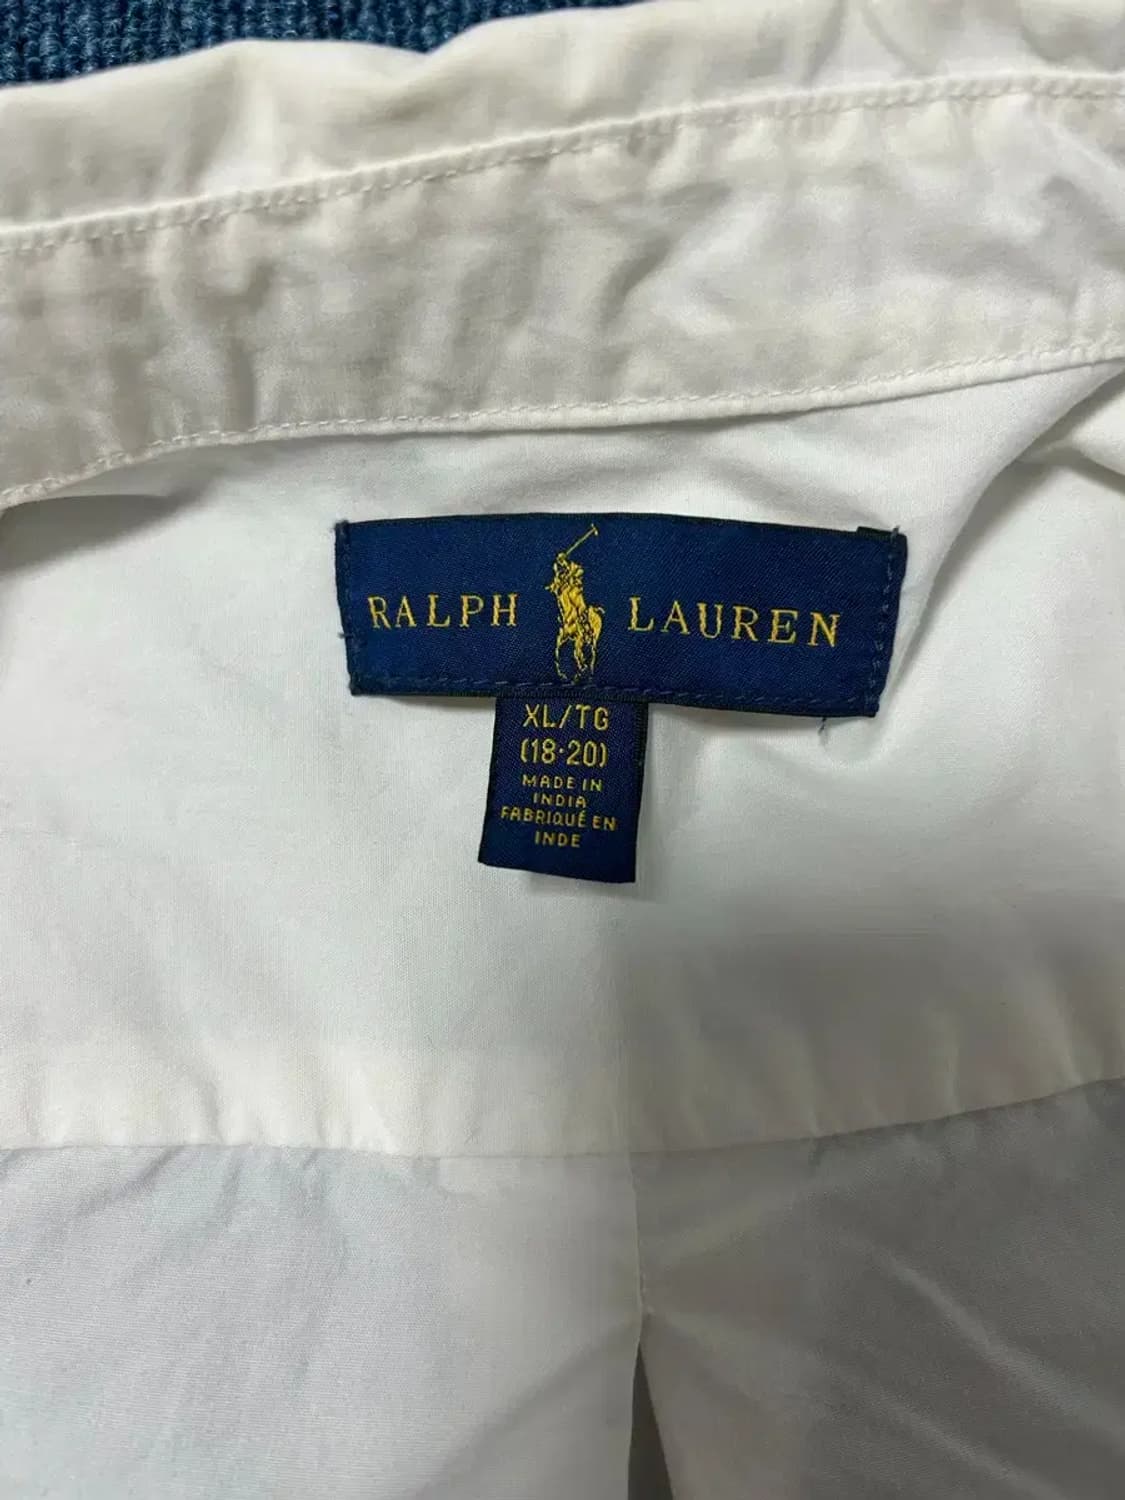 RALPH LAUREN
XL/TG
(18·20)
MADE IN
INDIA
FABRIQUÉ EN
INDE